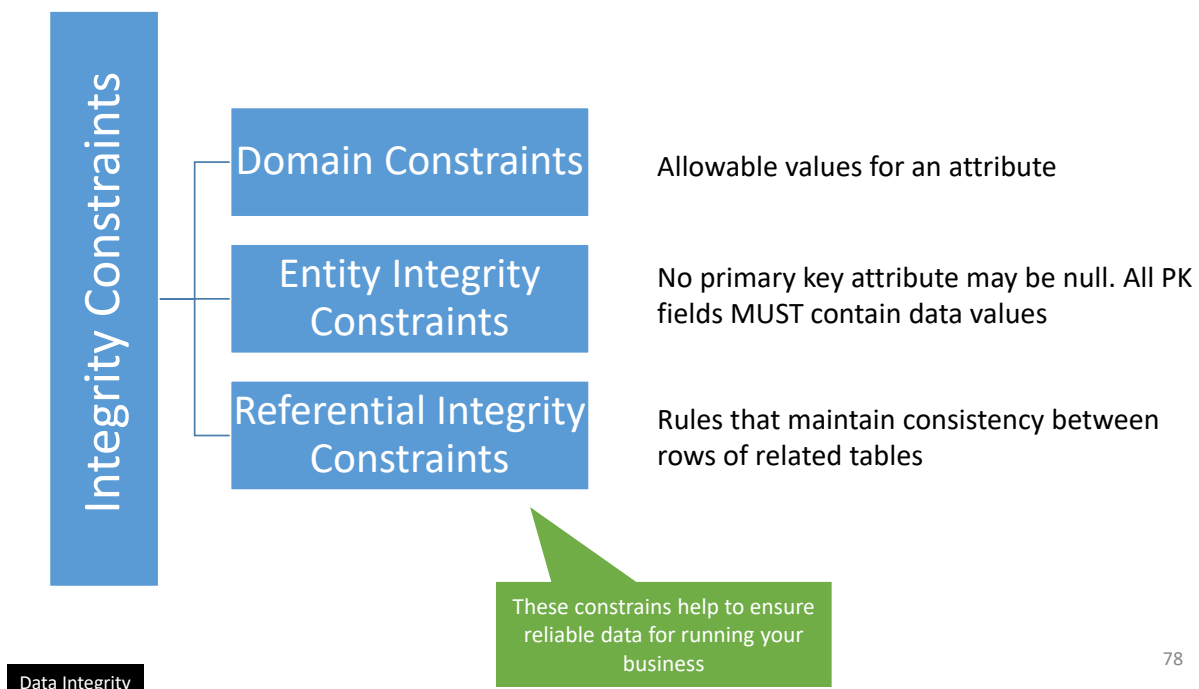 Integrity Constraints
Domain Constraints
Allowable values for an attribute
Entity Integrity
Constraints
No primary key attribute may be null. All PK
fields MUST contain data values
Referential Integrity
Constraints
Rules that maintain consistency between
rows of related tables
These constrains help to ensure
reliable data for running your
business
78
Data Integrity